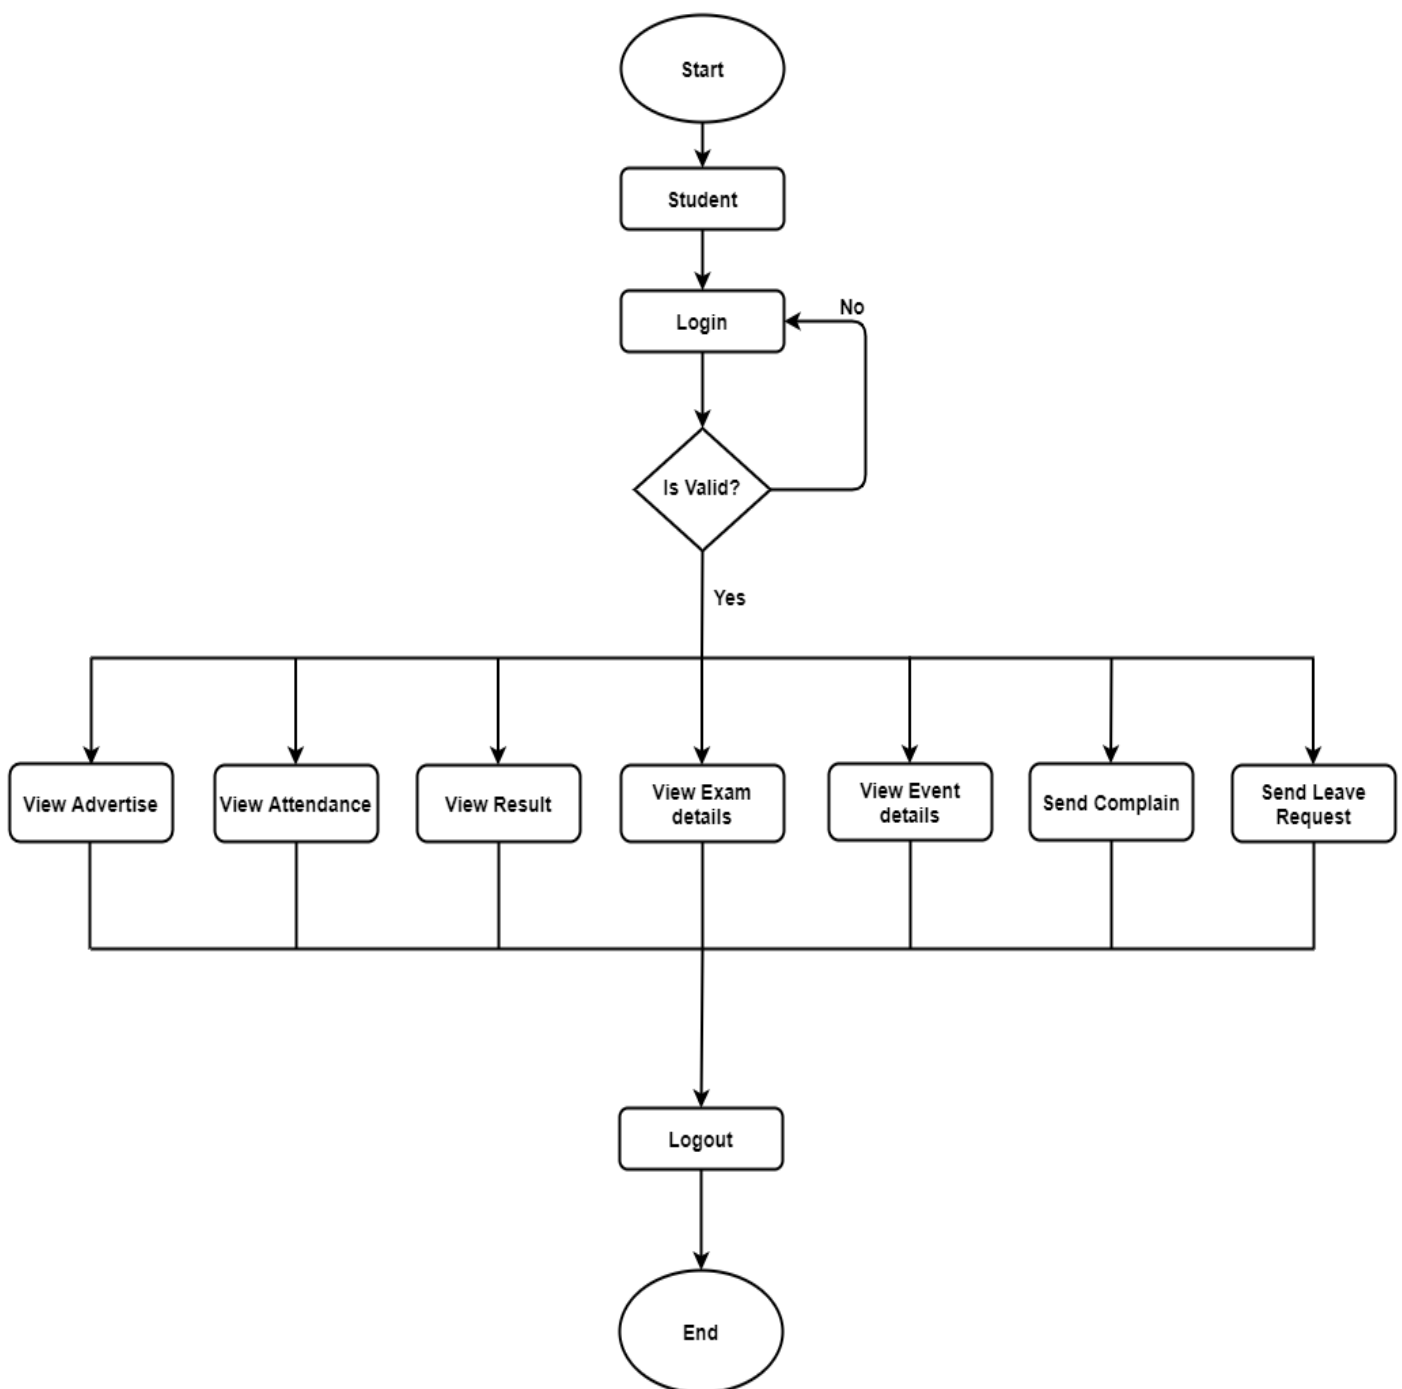 Start
Student
Login
No
Is Valid?
Yes
View Advertise
View Attendance
View Result
View Exam
details
View Event
details
Send Complain
Send Leave
Request
Logout
End